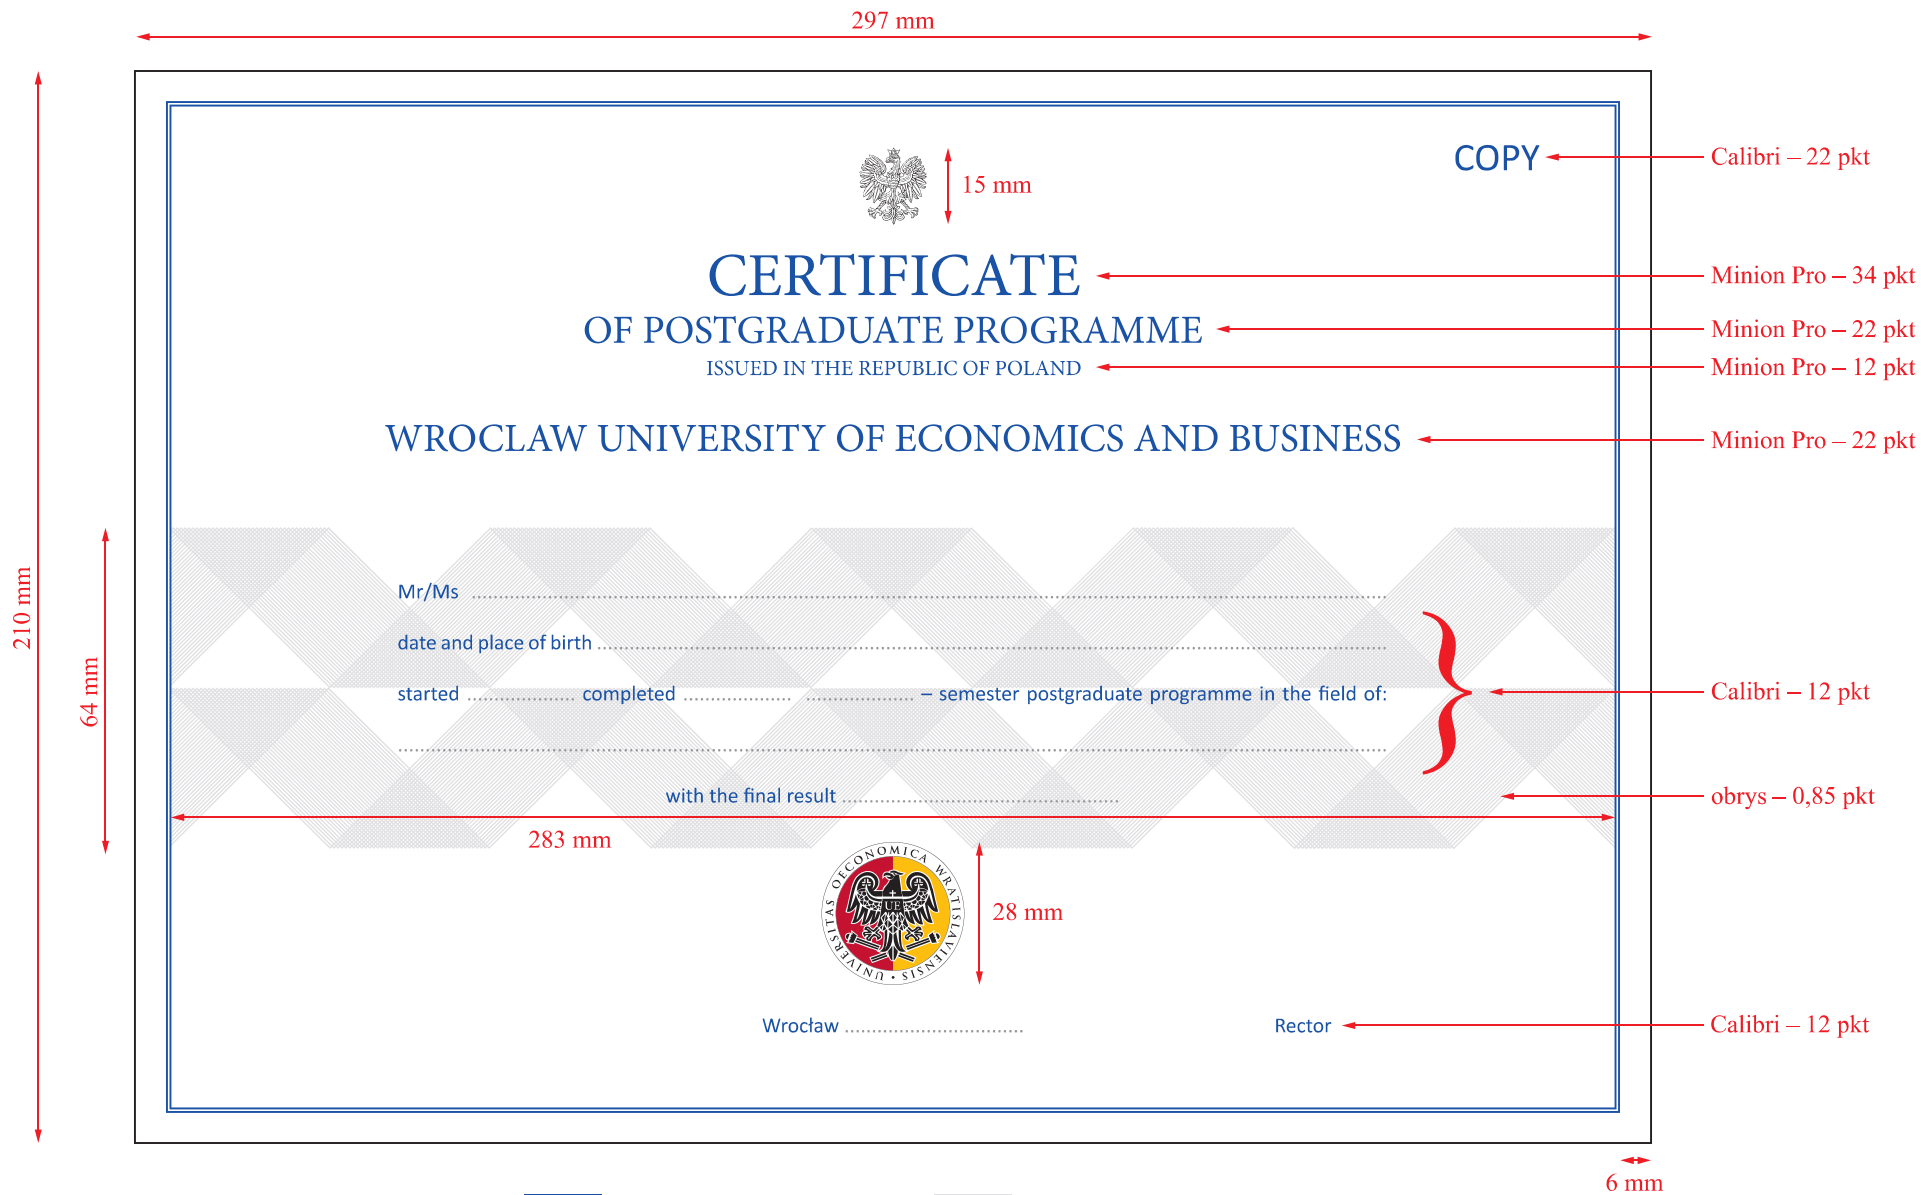 297 mm
COPY
Calibri – 22 pkt
15 mm
CERTIFICATE
Minion Pro – 34 pkt
OF POSTGRADUATE PROGRAMME
Minion Pro – 22 pkt
ISSUED IN THE REPUBLIC OF POLAND
Minion Pro – 12 pkt
WROCLAW UNIVERSITY OF ECONOMICS AND BUSINESS
Minion Pro – 22 pkt
210 mm
64 mm
Mr/Ms ........................................
date and place of birth ........................................
started .................... completed .................... .................... – semester postgraduate programme in the field of:
Calibri – 12 pkt
........................................
with the final result ........................................
obrys – 0,85 pkt
283 mm
UNIVERSITAS OECONOMICA WRATISLAVIENSIS •
UE
28 mm
Wrocław ................................
Rector
Calibri – 12 pkt
6 mm